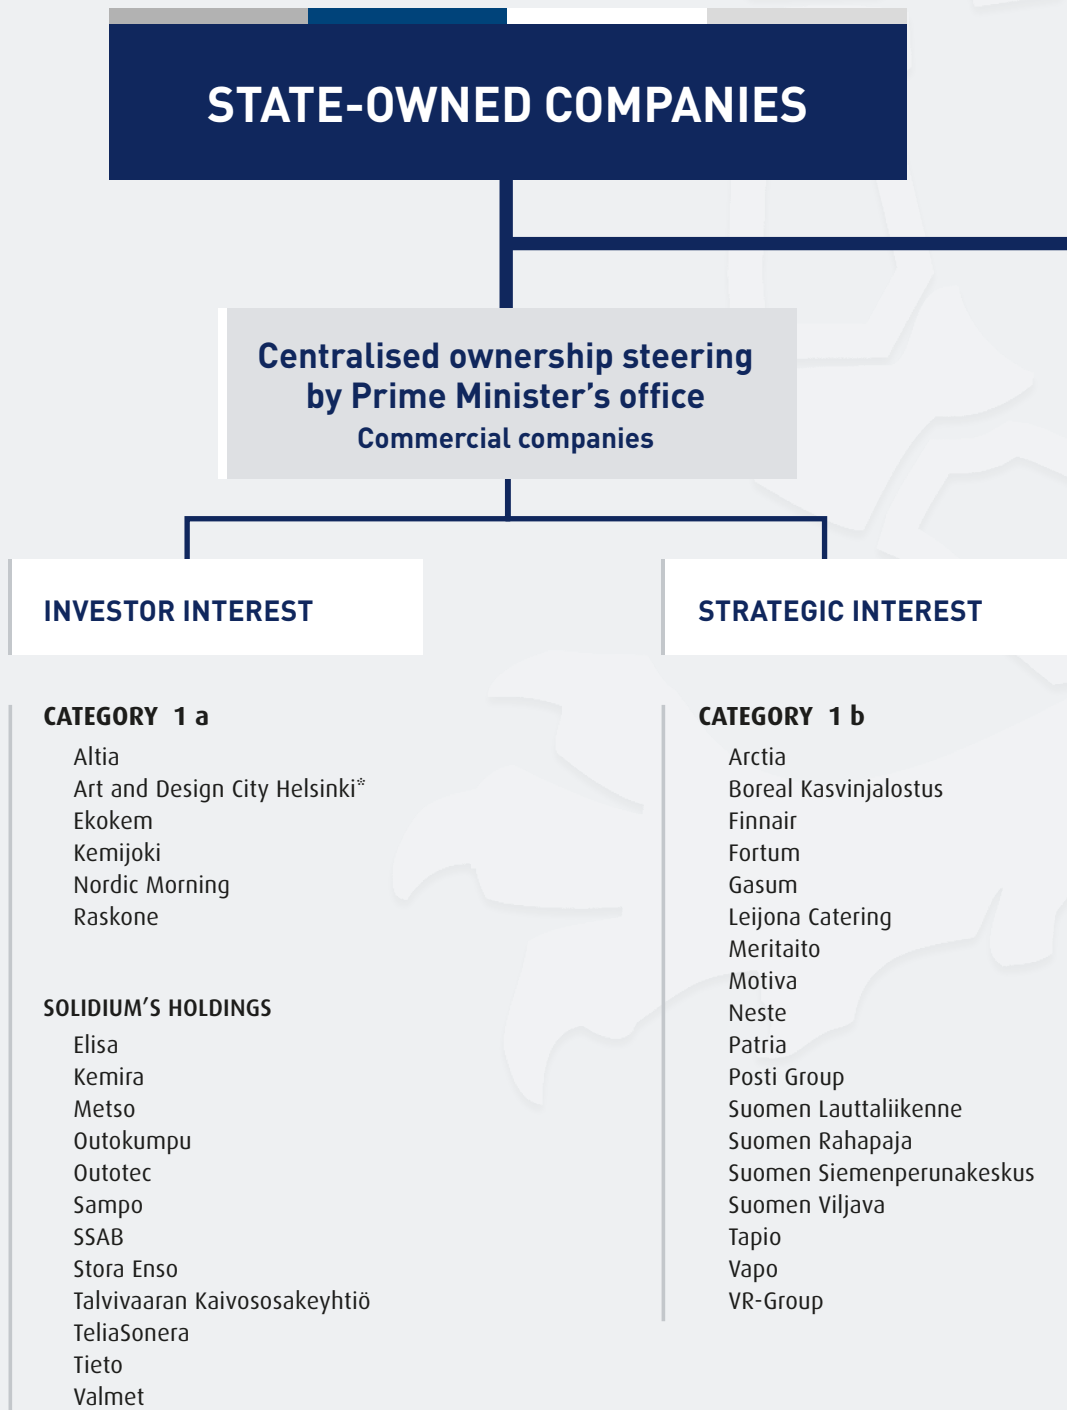 STATE-OWNED COMPANIES
Centralised ownership steering
by Prime Minister’s office
Commercial companies
INVESTOR INTEREST
CATEGORY 1 a
Altia
Art and Design City Helsinki*
Ekokem
Kemijoki
Nordic Morning
Raskone
SOLIDIUM’S HOLDINGS
Elisa
Kemira
Metso
Outokumpu
Outotec
Sampo
SSAB
Stora Enso
Talvivaaran Kaivososakeyhtiö
TeliaSonera
Tieto
Valmet
STRATEGIC INTEREST
CATEGORY 1 b
Arctia
Boreal Kasvinjalostus
Finnair
Fortum
Gasum
Leijona Catering
Meritaito
Motiva
Neste
Patria
Posti Group
Suomen Lauttaliikenne
Suomen Rahapaja
Suomen Siemenperunakeskus
Suomen Viljava
Tapio
Vapo
VR-Group